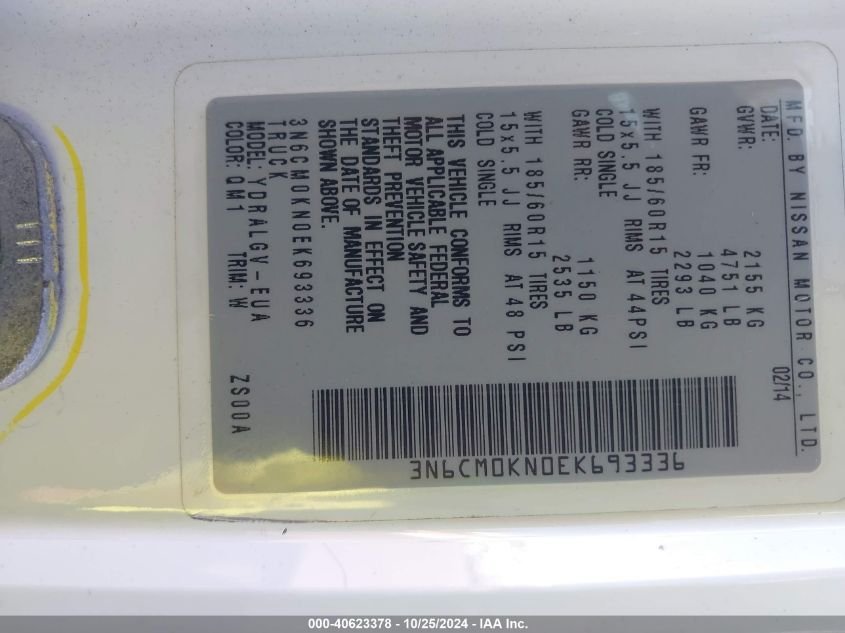 MFD. BY NISSAN MOTOR CO., LTD.
DATE: 02/14
GVWR: 2155 KG
4751 LB
GAWR FR: 1040 KG
2293 LB
WITH 185/60R15 TIRES
15x5.5 JJ RIMS AT 44PSI
COLD SINGLE
GAWR RR: 1150 KG
2535 LB
WITH 185/60R15 TIRES
15x5.5 JJ RIMS AT 48 PSI
COLD SINGLE
THIS VEHICLE CONFORMS TO
ALL APPLICABLE FEDERAL
MOTOR VEHICLE SAFETY AND
THEFT PREVENTION
STANDARDS IN EFFECT ON
THE DATE OF MANUFACTURE
SHOWN ABOVE.
3N6CM0KN0EK693336
TRUCK
MODEL: YDRALGV-EUA
COLOR: QM1 TRIM: W ZS00A
3N6CM0KN0EK693336
000-40623378 - 10/25/2024 - IAA Inc.